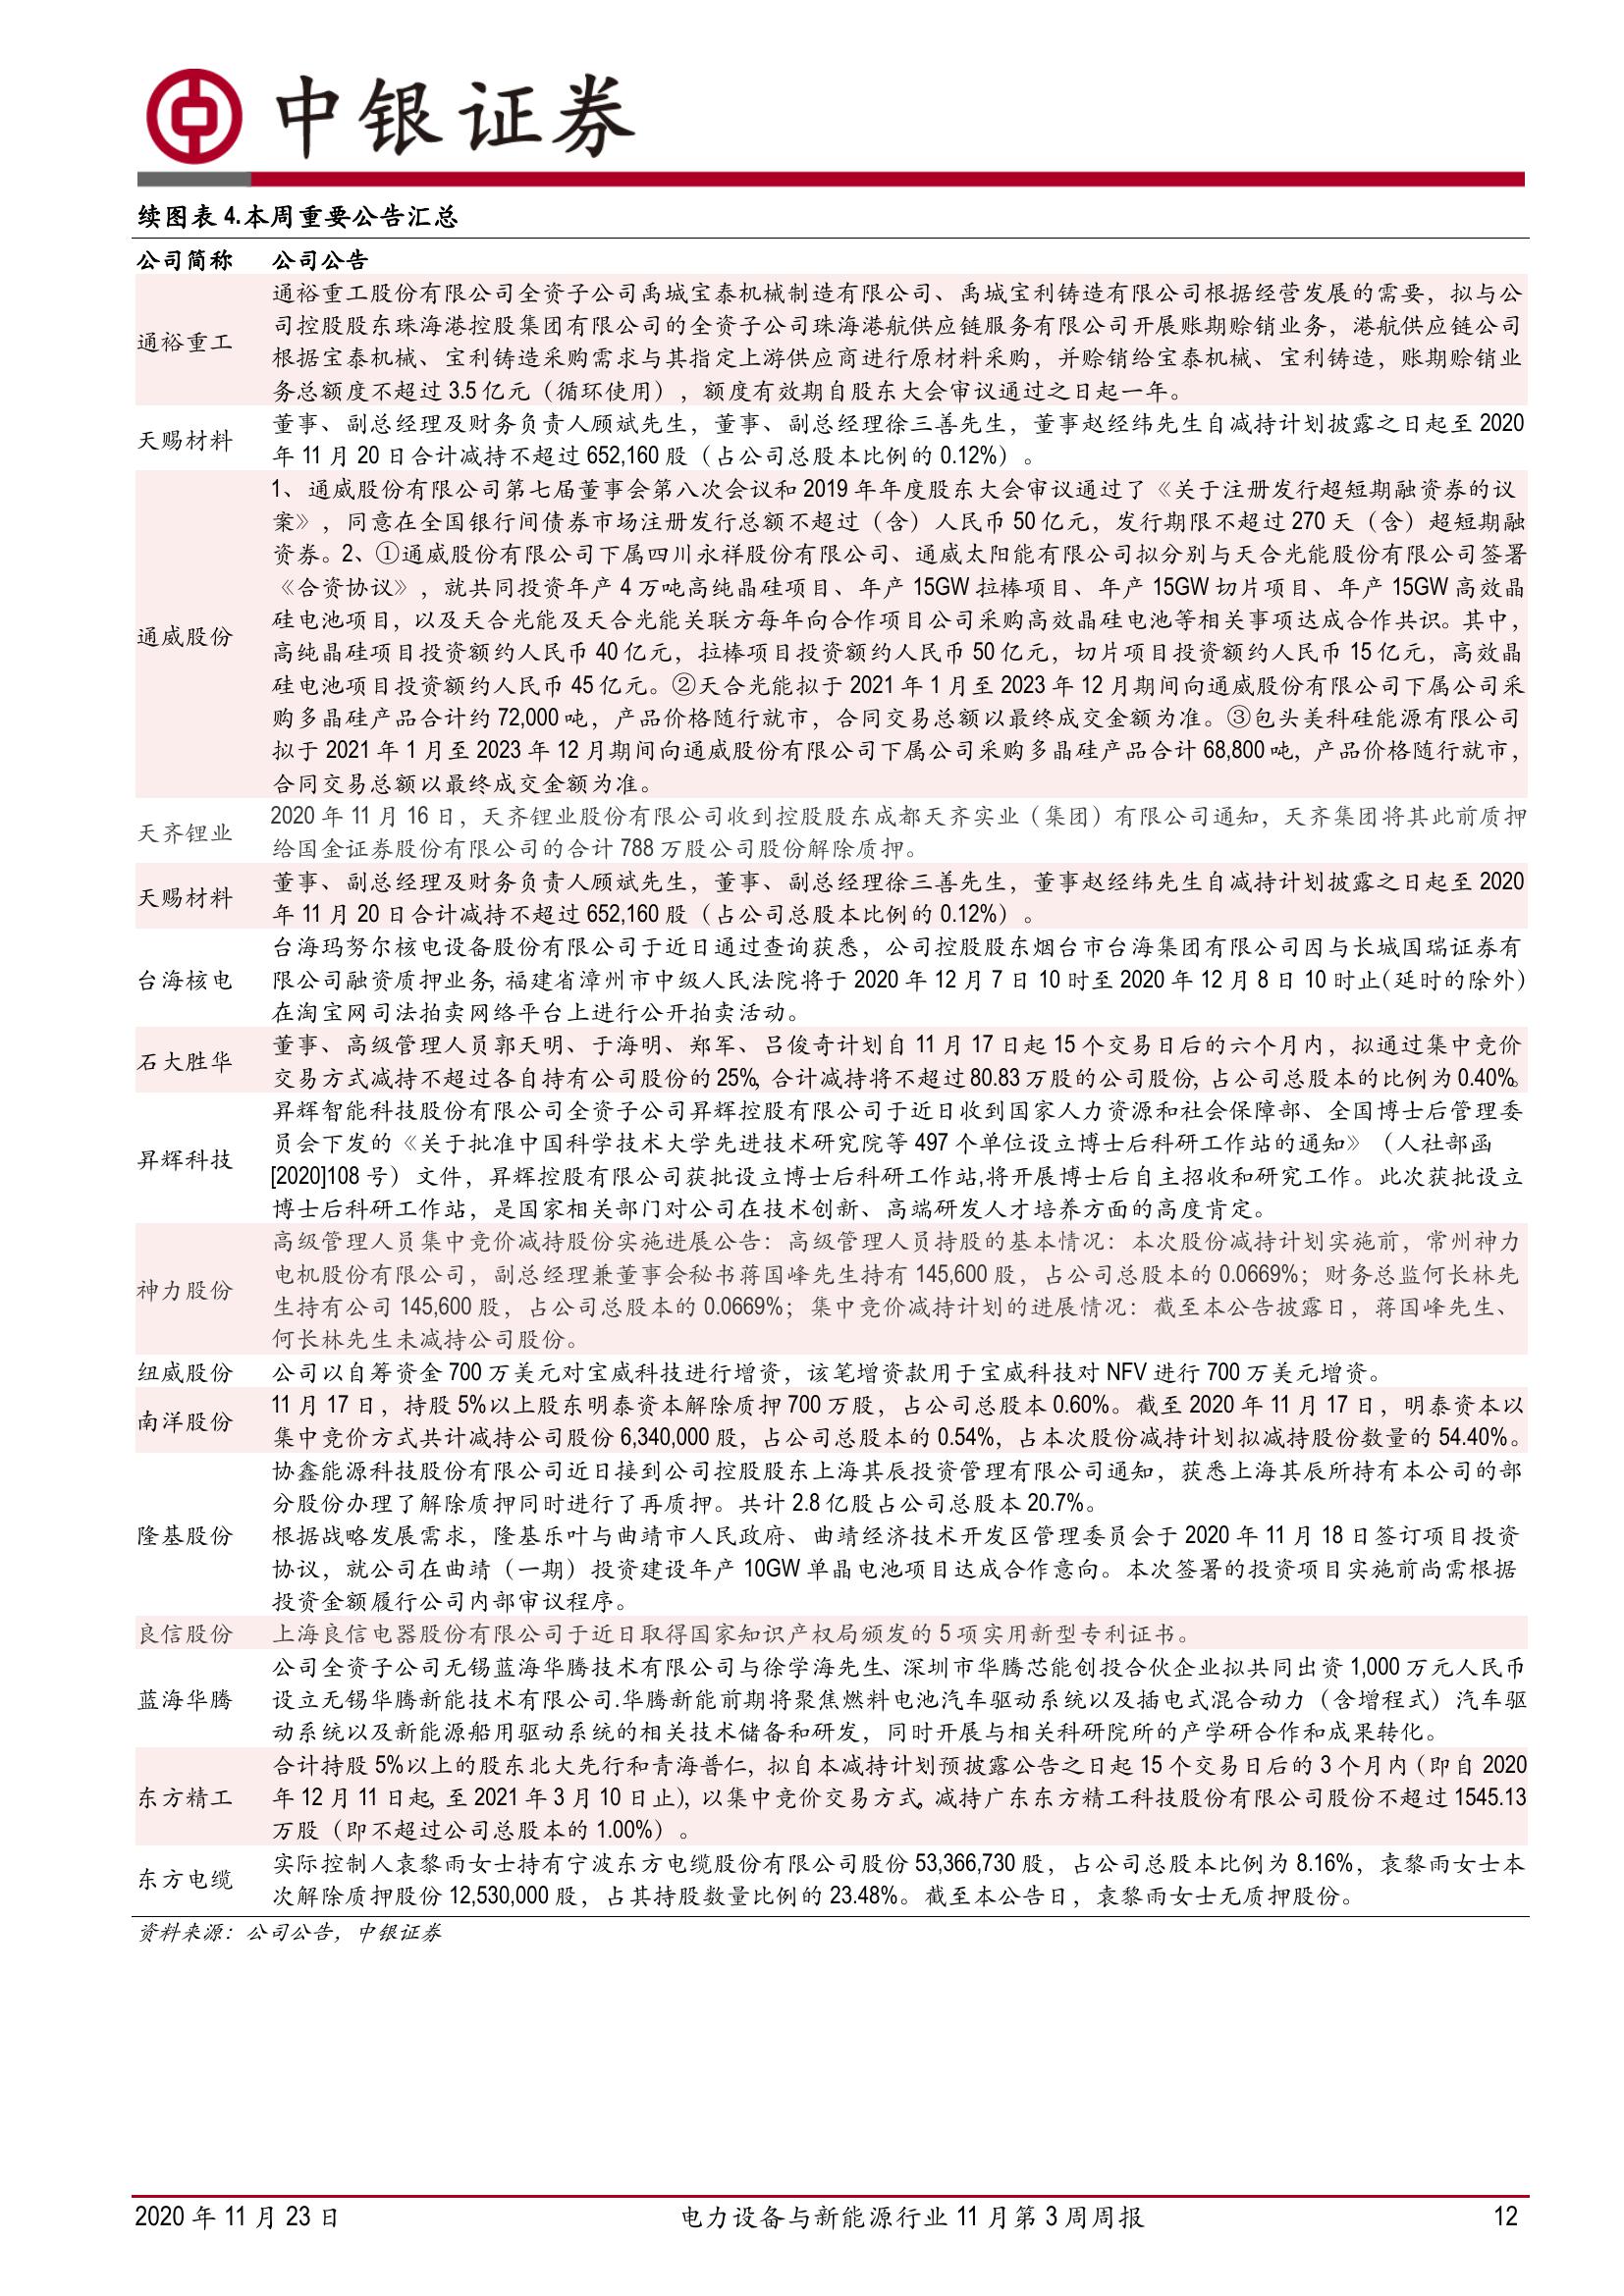 中银证券
续图表 4.本周重要公告汇总
公司简称 公司公告
通裕重工股份有限公司全资子公司禹城宝泰机械制造有限公司、禹城宝利铸造有限公司根据经营发展的需要，拟与公
司控股股东珠海港控股集团有限公司的全资子公司珠海港航供应链服务有限公司开展账期赊销业务，港航供应链公司
通裕重工
根据宝泰机械、宝利铸造采购需求与其指定上游供应商进行原材料采购，并赊销给宝泰机械、宝利铸造，账期赊销业
务总额度不超过 3.5 亿元（循环使用），额度有效期自股东大会审议通过之日起一年。
天赐材料
董事、副总经理及财务负责人顾斌先生，董事、副总经理徐三善先生，董事赵经纬先生自减持计划披露之日起至 2020
年 11 月 20 日合计减持不超过 652,160 股（占公司总股本比例的 0.12%）。
1、通威股份有限公司第七届董事会第八次会议和 2019 年年度股东大会审议通过了《关于注册发行超短期融资券的议
案》，同意在全国银行间债券市场注册发行总额不超过（含）人民币 50 亿元，发行期限不超过 270 天（含）超短期融
资券。2、①通威股份有限公司下属四川永祥股份有限公司、通威太阳能有限公司拟分别与天合光能股份有限公司签署
《合资协议》，就共同投资年产 4 万吨高纯晶硅项目、年产 15GW 拉棒项目、年产 15GW 切片项目、年产 15GW 高效晶
硅电池项目，以及天合光能及天合光能关联方每年向合作项目公司采购高效晶硅电池等相关事项达成合作共识。其中，
通威股份
高纯晶硅项目投资额约人民币 40 亿元，拉棒项目投资额约人民币 50 亿元，切片项目投资额约人民币 15 亿元，高效晶
硅电池项目投资额约人民币 45 亿元。②天合光能拟于 2021 年 1 月至 2023 年 12 月期间向通威股份有限公司下属公司采
购多晶硅产品合计约 72,000 吨，产品价格随行就市，合同交易总额以最终成交金额为准。③包头美科硅能源有限公司
拟于 2021 年 1 月至 2023 年 12 月期间向通威股份有限公司下属公司采购多晶硅产品合计 68,800 吨，产品价格随行就市，
合同交易总额以最终成交金额为准。
天齐锂业
2020 年 11 月 16 日，天齐锂业股份有限公司收到控股股东成都天齐实业（集团）有限公司通知，天齐集团将其此前质押
给国金证券股份有限公司的合计 788 万股公司股份解除质押。
天赐材料
董事、副总经理及财务负责人顾斌先生，董事、副总经理徐三善先生，董事赵经纬先生自减持计划披露之日起至 2020
年 11 月 20 日合计减持不超过 652,160 股（占公司总股本比例的 0.12%）。
台海玛努尔核电设备股份有限公司于近日通过查询获悉，公司控股股东烟台市台海集团有限公司因与长城国瑞证券有
台海核电 限公司融资质押业务，福建省漳州市中级人民法院将于 2020 年 12 月 7 日 10 时至 2020 年 12 月 8 日 10 时止(延时的除外)
在淘宝网司法拍卖网络平台上进行公开拍卖活动。
石大胜华
董事、高级管理人员郭天明、于海明、郑军、吕俊奇计划自 11 月 17 日起 15 个交易日后的六个月内，拟通过集中竞价
交易方式减持不超过各自持有公司股份的 25%，合计减持将不超过 80.83 万股的公司股份，占公司总股本的比例为 0.40%。
昇辉智能科技股份有限公司全资子公司昇辉控股有限公司于近日收到国家人力资源和社会保障部、全国博士后管理委
员会下发的《关于批准中国科学技术大学先进技术研究院等 497 个单位设立博士后科研工作站的通知》（人社部函
昇辉科技
[2020]108 号）文件，昇辉控股有限公司获批设立博士后科研工作站,将开展博士后自主招收和研究工作。此次获批设立
博士后科研工作站，是国家相关部门对公司在技术创新、高端研发人才培养方面的高度肯定。
高级管理人员集中竞价减持股份实施进展公告：高级管理人员持股的基本情况：本次股份减持计划实施前，常州神力
电机股份有限公司，副总经理兼董事会秘书蒋国峰先生持有 145,600 股，占公司总股本的 0.0669%；财务总监何长林先
神力股份
生持有公司 145,600 股，占公司总股本的 0.0669%；集中竞价减持计划的进展情况：截至本公告披露日，蒋国峰先生、
何长林先生未减持公司股份。
纽威股份 公司以自筹资金 700 万美元对宝威科技进行增资，该笔增资款用于宝威科技对 NFV 进行 700 万美元增资。
南洋股份
11 月 17 日，持股 5%以上股东明泰资本解除质押 700 万股，占公司总股本 0.60%。截至 2020 年 11 月 17 日，明泰资本以
集中竞价方式共计减持公司股份 6,340,000 股，占公司总股本的 0.54%，占本次股份减持计划拟减持股份数量的 54.40%。
协鑫能源科技股份有限公司近日接到公司控股股东上海其辰投资管理有限公司通知，获悉上海其辰所持有本公司的部
分股份办理了解除质押同时进行了再质押。共计 2.8 亿股占公司总股本 20.7%。
隆基股份 根据战略发展需求，隆基乐叶与曲靖市人民政府、曲靖经济技术开发区管理委员会于 2020 年 11 月 18 日签订项目投资
协议，就公司在曲靖（一期）投资建设年产 10GW 单晶电池项目达成合作意向。本次签署的投资项目实施前尚需根据
投资金额履行公司内部审议程序。
良信股份 上海良信电器股份有限公司于近日取得国家知识产权局颁发的 5 项实用新型专利证书。
公司全资子公司无锡蓝海华腾技术有限公司与徐学海先生、深圳市华腾芯能创投合伙企业拟共同出资 1,000 万元人民币
蓝海华腾 设立无锡华腾新能技术有限公司.华腾新能前期将聚焦燃料电池汽车驱动系统以及插电式混合动力（含增程式）汽车驱
动系统以及新能源船用驱动系统的相关技术储备和研发，同时开展与相关科研院所的产学研合作和成果转化。
合计持股 5%以上的股东北大先行和青海普仁，拟自本减持计划预披露公告之日起 15 个交易日后的 3 个月内（即自 2020
东方精工 年 12 月 11 日起，至 2021 年 3 月 10 日止），以集中竞价交易方式，减持广东东方精工科技股份有限公司股份不超过 1545.13
万股（即不超过公司总股本的 1.00%）。
东方电缆
实际控制人袁黎雨女士持有宁波东方电缆股份有限公司股份 53,366,730 股，占公司总股本比例为 8.16%，袁黎雨女士本
次解除质押股份 12,530,000 股，占其持股数量比例的 23.48%。截至本公告日，袁黎雨女士无质押股份。
资料来源：公司公告，中银证券
2020 年 11 月 23 日 电力设备与新能源行业 11 月第 3 周周报 12